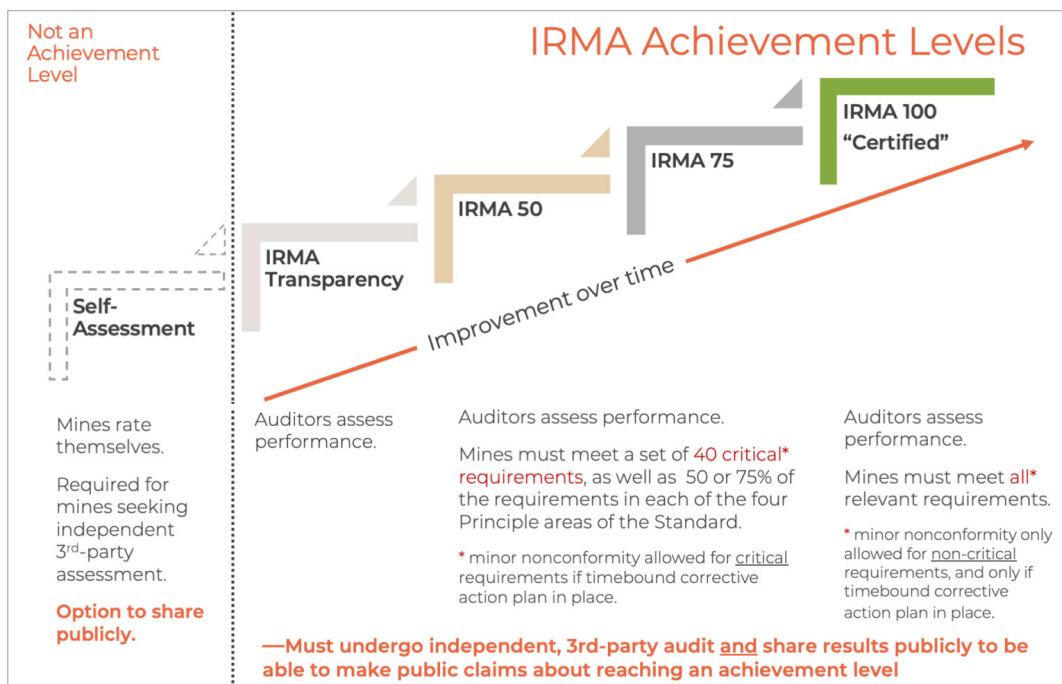 Not an
Achievement
Level
IRMA Achievement Levels
IRMA 100
“Certified”
IRMA 75
IRMA 50
IRMA
Transparency
Self-
Assessment
Improvement over time
Mines rate
themselves.
Required for
mines seeking
independent
3rd-party
assessment.
Option to share
publicly.
Auditors assess
performance.
Auditors assess performance.
Mines must meet a set of 40 critical*
requirements, as well as 50 or 75% of
the requirements in each of the four
Principle areas of the Standard.
* minor nonconformity allowed for critical
requirements if timebound corrective
action plan in place.
Auditors assess
performance.
Mines must meet all*
relevant requirements.
* minor nonconformity only
allowed for non-critical
requirements, and only if
timebound corrective
action plan in place.
—Must undergo independent, 3rd-party audit and share results publicly to be
able to make public claims about reaching an achievement level